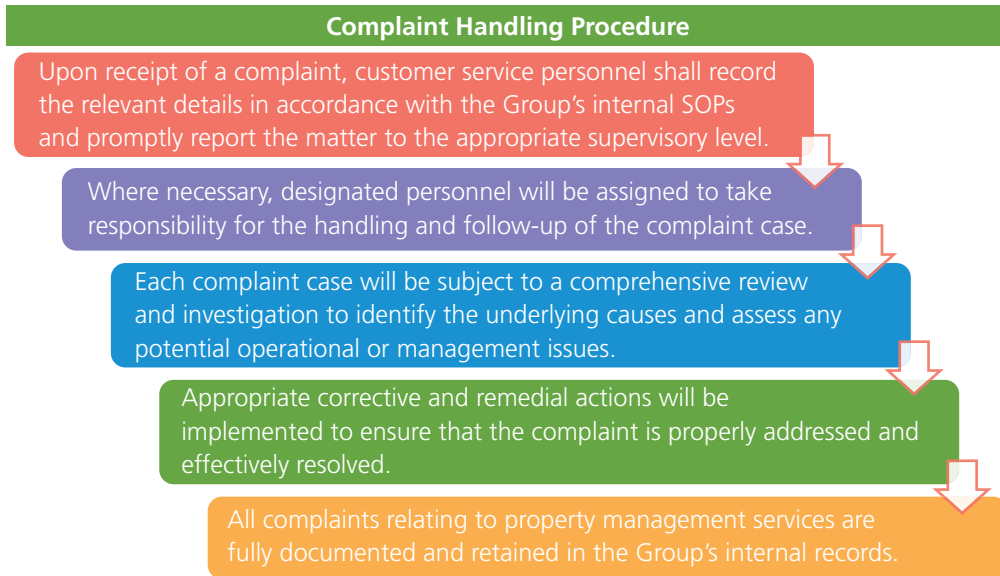 Complaint Handling Procedure
Upon receipt of a complaint, customer service personnel shall record
the relevant details in accordance with the Group’s internal SOPs
and promptly report the matter to the appropriate supervisory level.
Where necessary, designated personnel will be assigned to take
responsibility for the handling and follow-up of the complaint case.
Each complaint case will be subject to a comprehensive review
and investigation to identify the underlying causes and assess any
potential operational or management issues.
Appropriate corrective and remedial actions will be
implemented to ensure that the complaint is properly addressed and
effectively resolved.
All complaints relating to property management services are
fully documented and retained in the Group’s internal records.